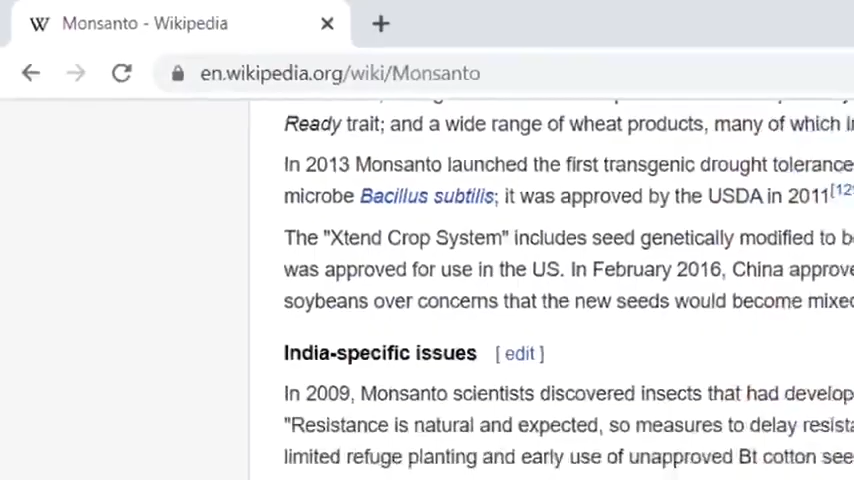 Monsanto - Wikipedia
en.wikipedia.org/wiki/Monsanto
Ready trait; and a wide range of wheat products, many of which
In 2013 Monsanto launched the first transgenic drought tolerance
microbe Bacillus subtilis; it was approved by the USDA in 2011[12
The "Xtend Crop System" includes seed genetically modified to b
was approved for use in the US. In February 2016, China approve
soybeans over concerns that the new seeds would become mixed
India-specific issues [ edit ]
In 2009, Monsanto scientists discovered insects that had develop
"Resistance is natural and expected, so measures to delay resista
limited refuge planting and early use of unapproved Bt cotton see